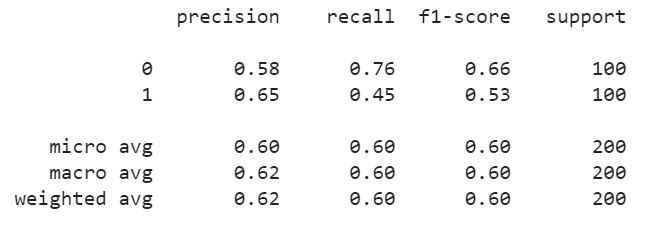 precision recall f1-score support
0 0.58 0.76 0.66 100
1 0.65 0.45 0.53 100
micro avg 0.60 0.60 0.60 200
macro avg 0.62 0.60 0.60 200
weighted avg 0.62 0.60 0.60 200